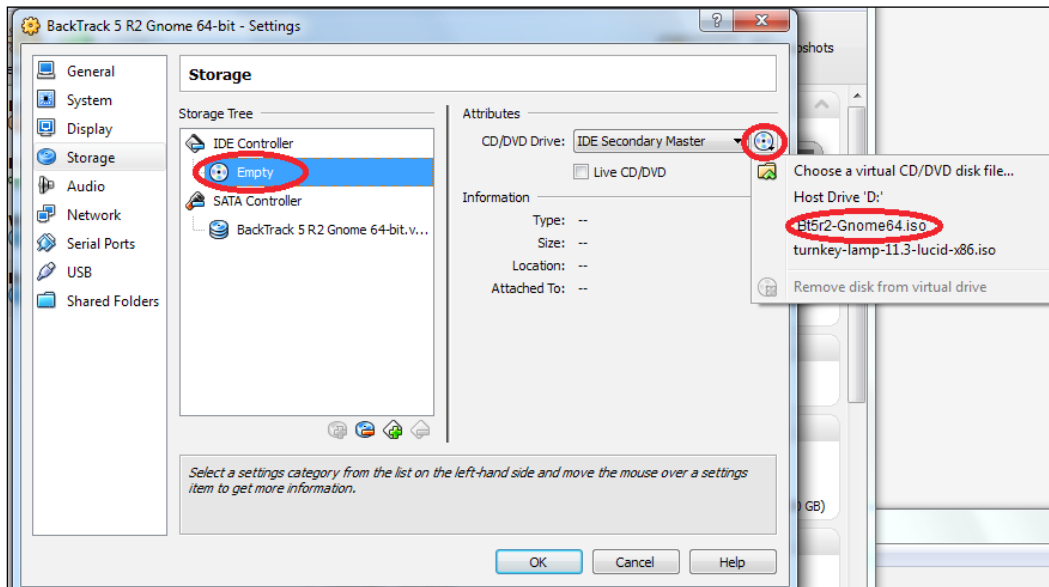 BackTrack 5 R2 Gnome 64-bit - Settings
?
x
General
System
Display
Storage
Audio
Network
Serial Ports
USB
Shared Folders
Storage
Storage Tree
IDE Controller
Empty
SATA Controller
BackTrack 5 R2 Gnome 64-bit.v...
Attributes
CD/DVD Drive: IDE Secondary Master
Live CD/DVD
Information
Type: --
Size: --
Location: --
Attached To: --
Choose a virtual CD/DVD disk file...
Host Drive 'D:'
Bt5r2-Gnome64.iso
turnkey-lamp-11.3-lucid-x86.iso
Remove disk from virtual drive
Select a settings category from the list on the left-hand side and move the mouse over a settings
item to get more information.
OK
Cancel
Help
pshots
GB)